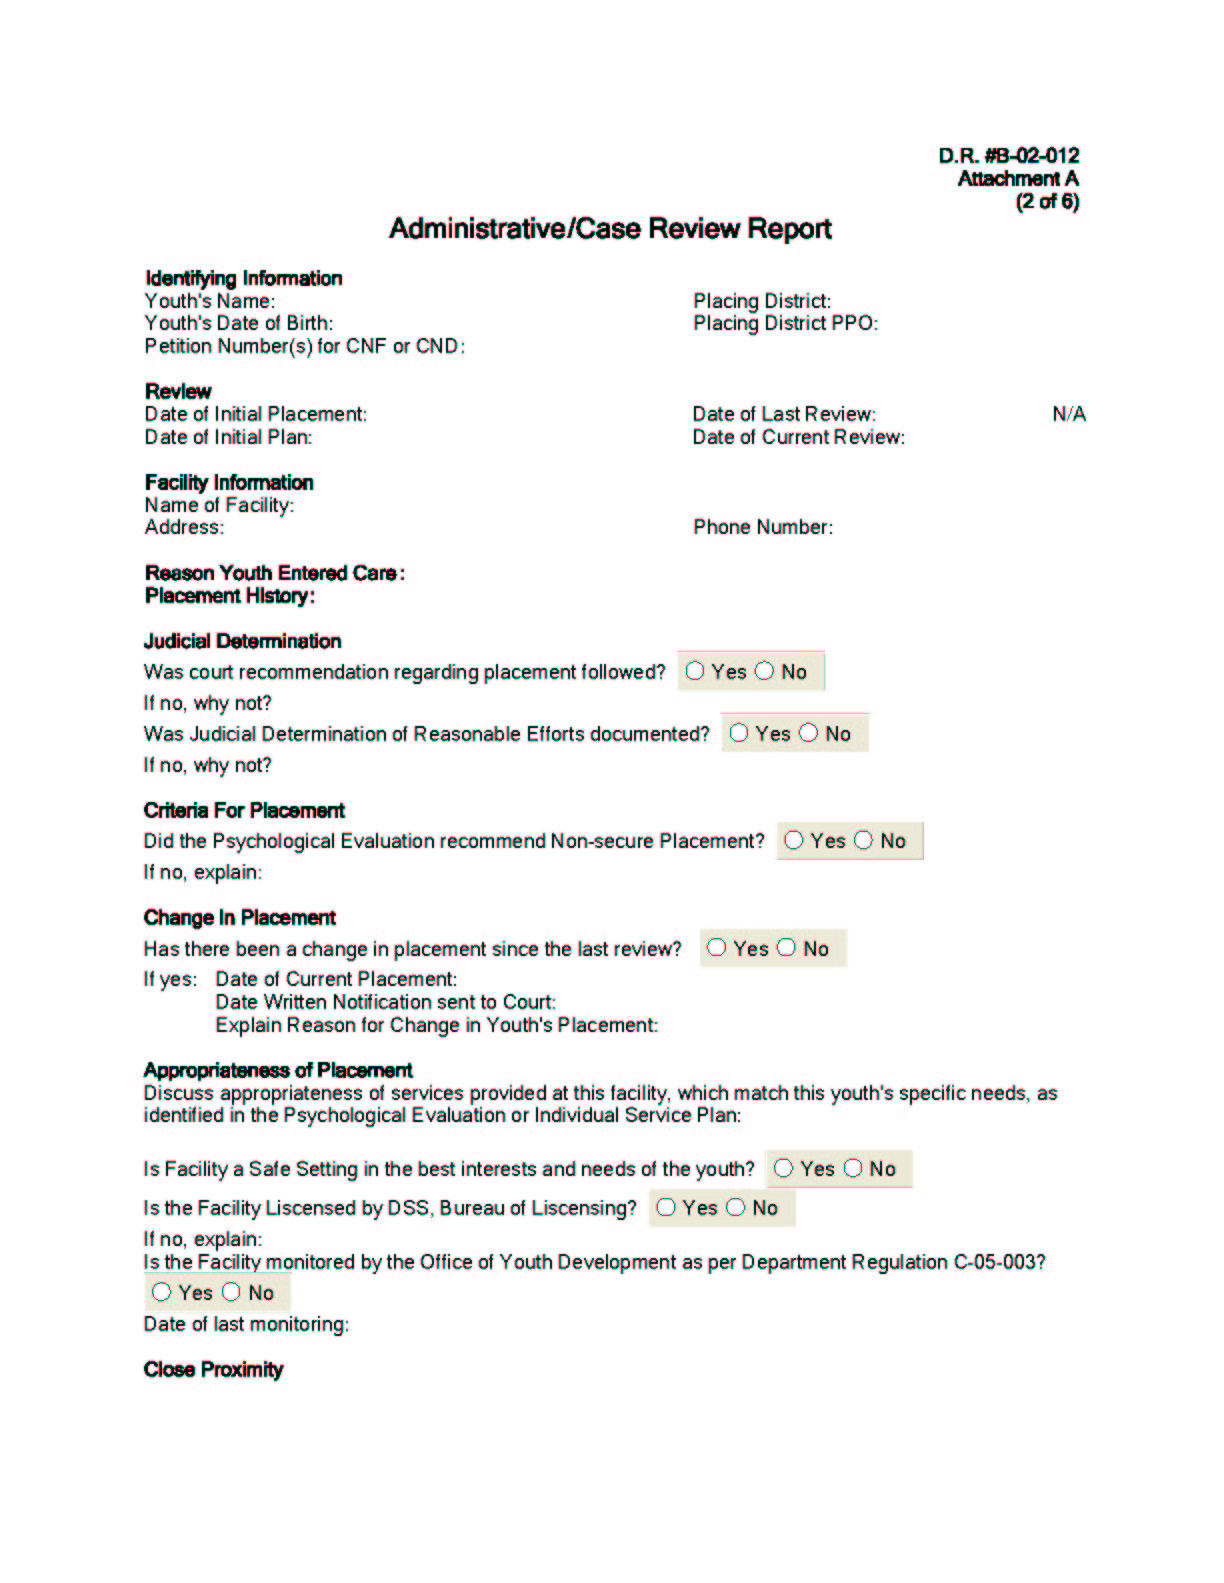 D.R. #B-02-012
Attachment A
(2 of 6)
Administrative/Case Review Report
Identifying Information
Youth's Name: Placing District:
Youth's Date of Birth: Placing District PPO:
Petition Number(s) for CNF or CND:
Review
Date of Initial Placement: Date of Last Review: N/A
Date of Initial Plan: Date of Current Review:
Facility Information
Name of Facility:
Address: Phone Number:
Reason Youth Entered Care:
Placement History:
Judicial Determination
Was court recommendation regarding placement followed? Yes No
If no, why not?
Was Judicial Determination of Reasonable Efforts documented? Yes No
If no, why not?
Criteria For Placement
Did the Psychological Evaluation recommend Non-secure Placement? Yes No
If no, explain:
Change In Placement
Has there been a change in placement since the last review? Yes No
If yes: Date of Current Placement:
Date Written Notification sent to Court:
Explain Reason for Change in Youth's Placement:
Appropriateness of Placement
Discuss appropriateness of services provided at this facility, which match this youth's specific needs, as
identified in the Psychological Evaluation or Individual Service Plan:
Is Facility a Safe Setting in the best interests and needs of the youth? Yes No
Is the Facility Liscensed by DSS, Bureau of Liscensing? Yes No
If no, explain:
Is the Facility monitored by the Office of Youth Development as per Department Regulation C-05-003?
Yes No
Date of last monitoring:
Close Proximity